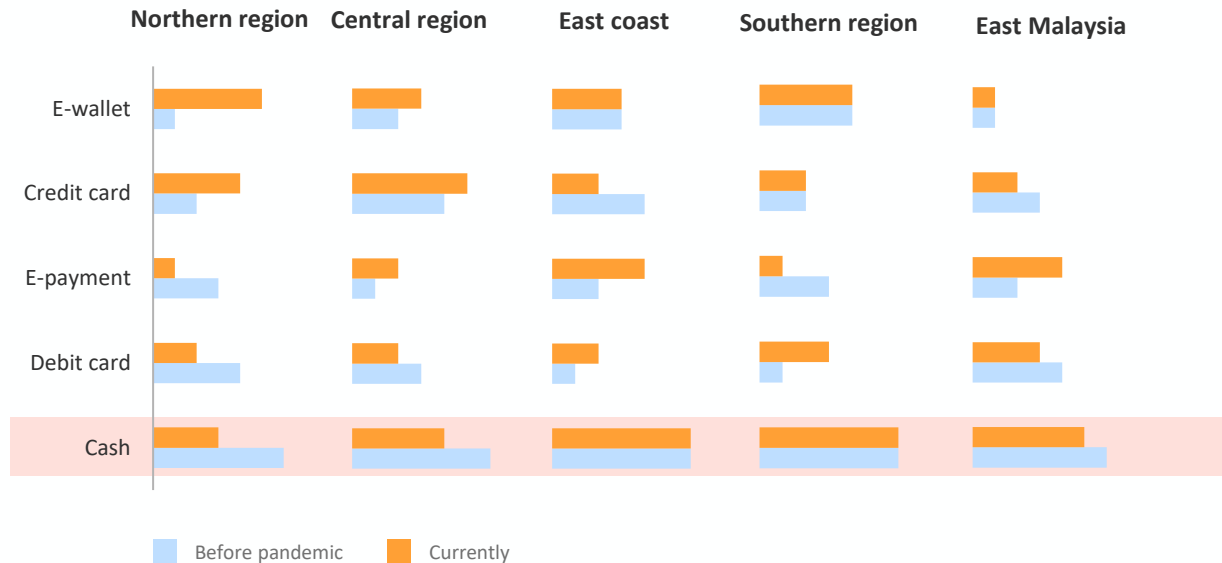 Northern region
Central region
East coast
Southern region
East Malaysia
E-wallet
Credit card
E-payment
Debit card
Cash
Before pandemic
Currently